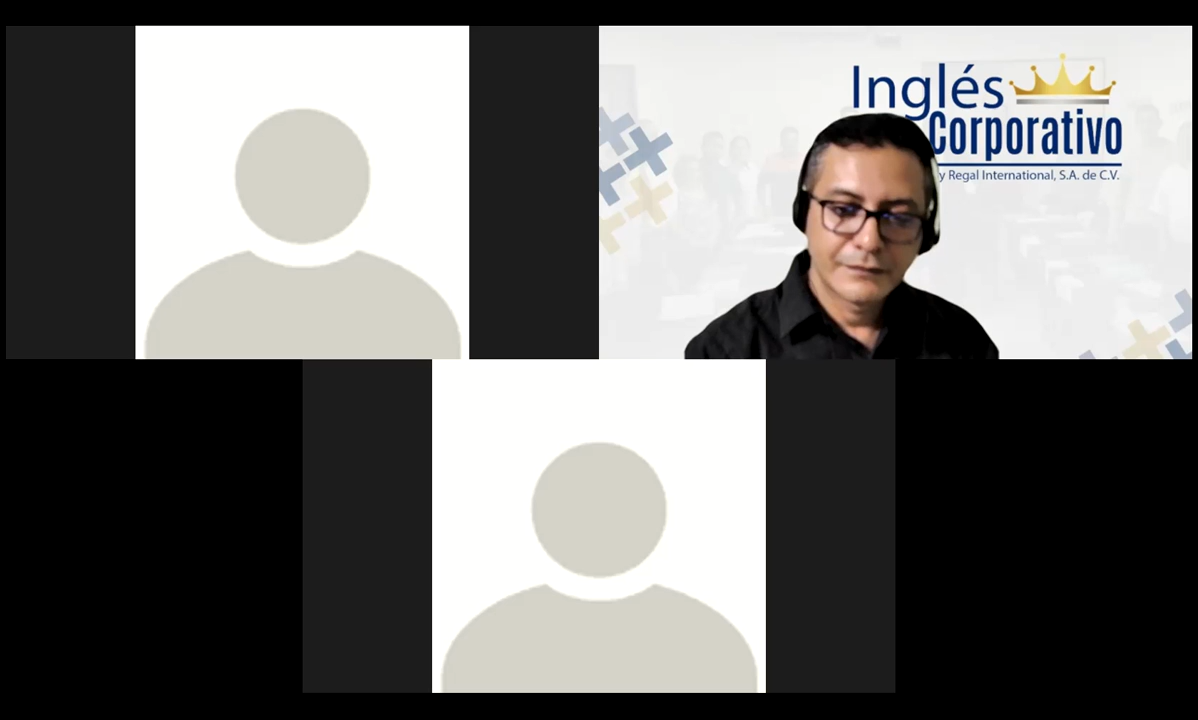 Inglés
Corporativo
y Regal International, S.A. de C.V.